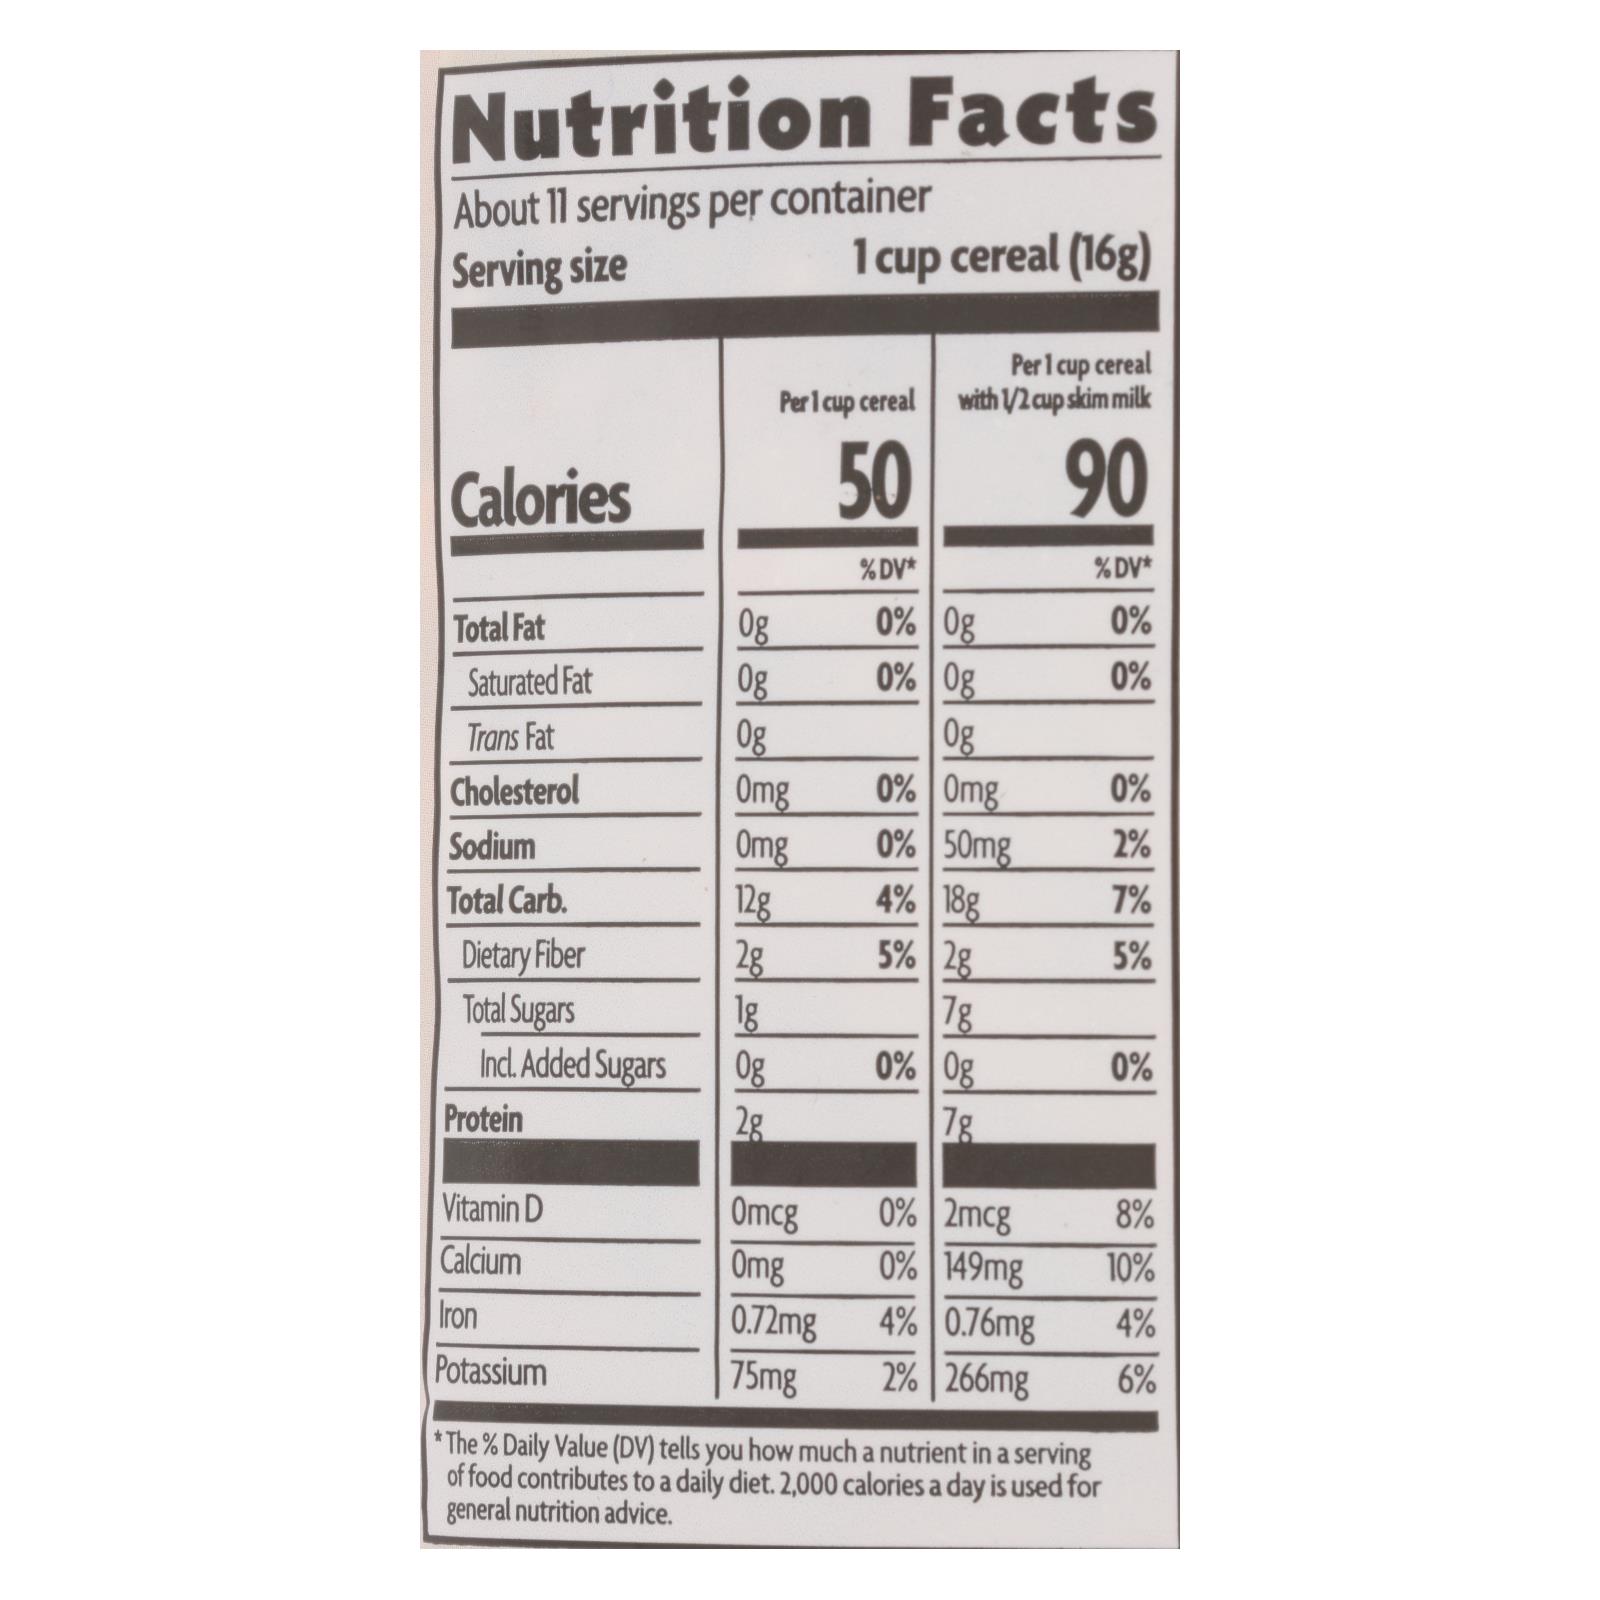 Nutrition Facts
About 11 servings per container
Serving size 1 cup cereal (16g)
Per 1 cup cereal
Per 1 cup cereal
with 1/2 cup skim milk
Calories 50 90
% DV* % DV*
Total Fat 0g 0% 0g 0%
Saturated Fat 0g 0% 0g 0%
Trans Fat 0g 0g
Cholesterol 0mg 0% 0mg 0%
Sodium 0mg 0% 50mg 2%
Total Carb. 12g 4% 18g 7%
Dietary Fiber 2g 5% 2g 5%
Total Sugars 1g 7g
Incl. Added Sugars 0g 0% 0g 0%
Protein 2g 7g
Vitamin D 0mcg 0% 2mcg 8%
Calcium 0mg 0% 149mg 10%
Iron 0.72mg 4% 0.76mg 4%
Potassium 75mg 2% 266mg 6%
* The % Daily Value (DV) tells you how much a nutrient in a serving
of food contributes to a daily diet. 2,000 calories a day is used for
general nutrition advice.